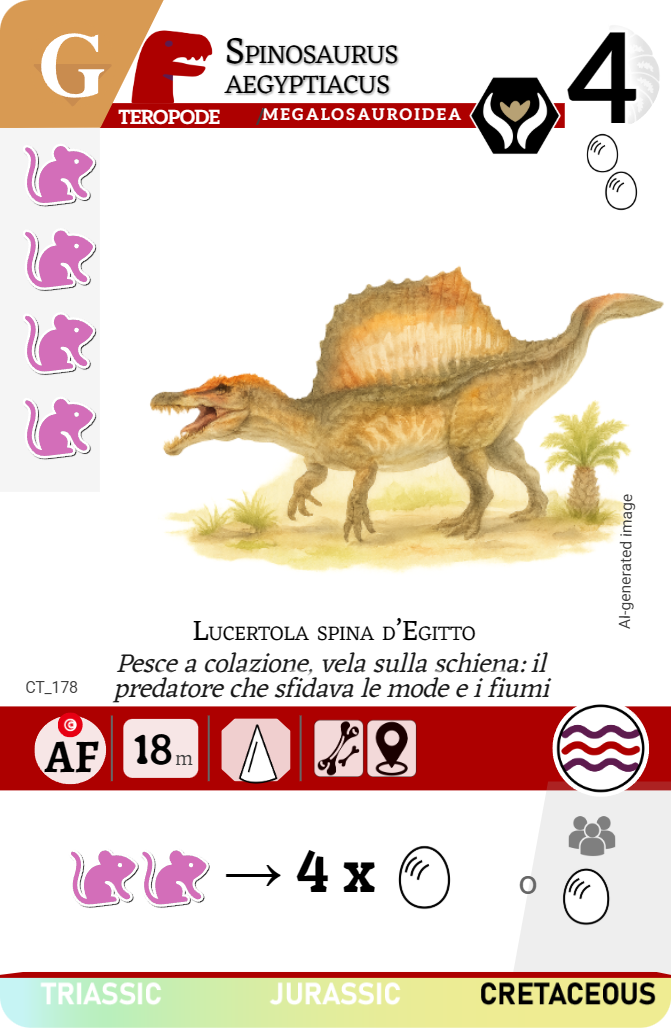 G
SPINOSAURUS
AEGYPTIACUS
4
TEROPODE
MEGALOSAUROIDEA
AI-generated image
LUCERTOLA SPINA D'EGITTO
Pesce a colazione, vela sulla schiena: il
predatore che sfidava le mode e i fiumi
CT_178
AF
18 m
4 x
o
TRIASSIC
JURASSIC
CRETACEOUS